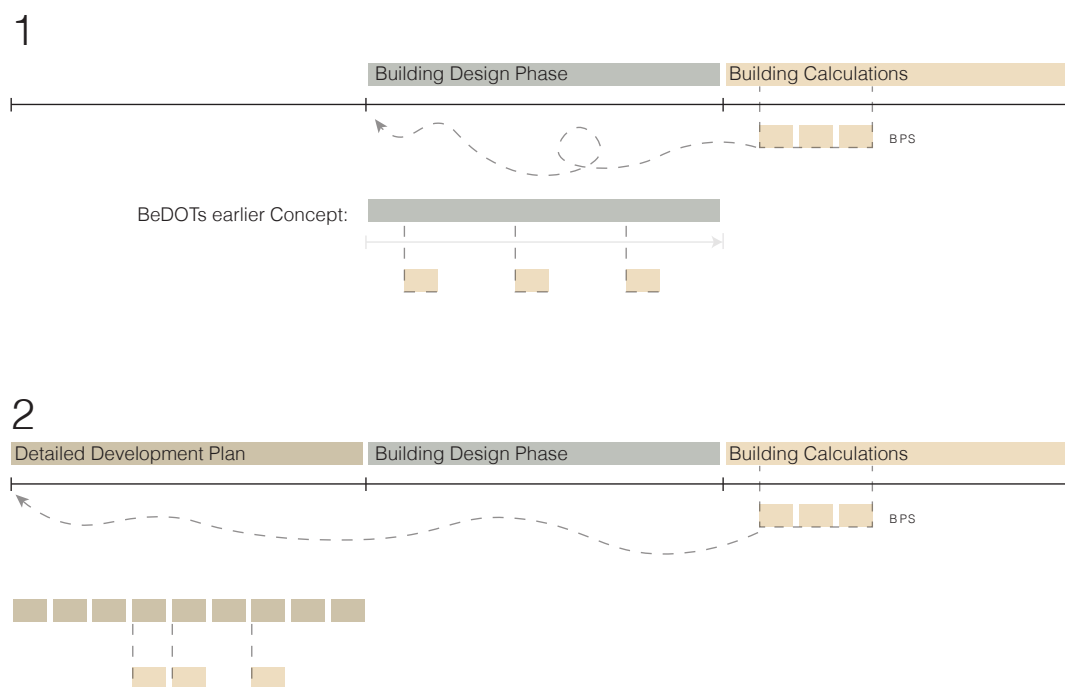 1
Building Design Phase
Building Calculations
BPS
BeDOTs earlier Concept:
2
Detailed Development Plan
Building Design Phase
Building Calculations
BPS